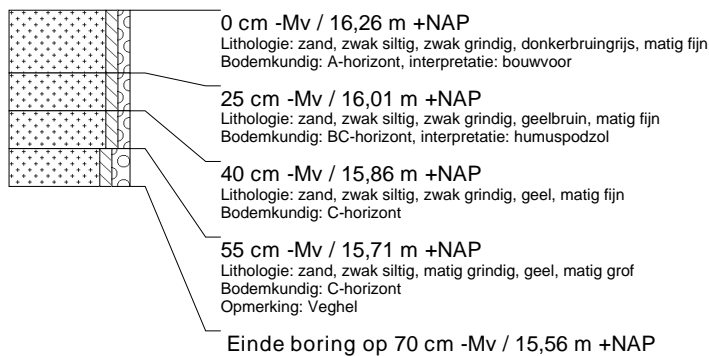 0 cm -Mv / 16,26 m +NAP
Lithologie: zand, zwak siltig, zwak grindig, donkerbruingrijs, matig fijn
Bodemkundig: A-horizont, interpretatie: bouwvoor
25 cm -Mv / 16,01 m +NAP
Lithologie: zand, zwak siltig, zwak grindig, geelbruin, matig fijn
Bodemkundig: BC-horizont, interpretatie: humuspodzol
40 cm -Mv / 15,86 m +NAP
Lithologie: zand, zwak siltig, zwak grindig, geel, matig fijn
Bodemkundig: C-horizont
55 cm -Mv / 15,71 m +NAP
Lithologie: zand, zwak siltig, matig grindig, geel, matig grof
Bodemkundig: C-horizont
Opmerking: Veghel
Einde boring op 70 cm -Mv / 15,56 m +NAP